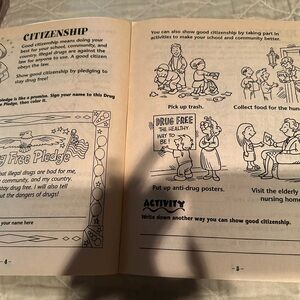 CITIZENSHIP
Good citizenship means doing your
best for your school, community, and
country. Illegal drugs are against the
law for anyone to use. A good citizen
obeys the law.
Show good citizenship by pledging to
stay drug free!
pledge is like a promise. Sign your name to this Drug
Free Pledge, then color it.
Free Pledge
that illegal drugs are bad for me,
community, and my country.
stay drug free. I will also tell
about the dangers of drugs!
your name here
- 4 -
You can also show good citizenship by taking part in
activities to make your school and community better.
Pick up trash.
Collect food for the hung
DRUG FREE
THE HEALTHY
WAY TO
BE!
Put up anti-drug posters.
Visit the elderly
nursing home
ACTIVITY
Write down another way you can show good citizenship.
- 5 -